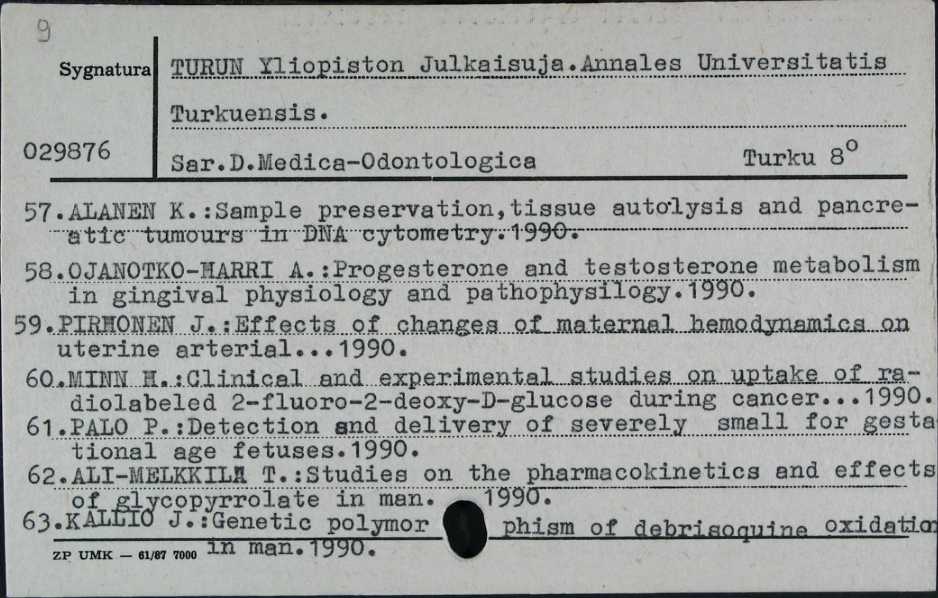 9
Sygnatura
TURUN Yliopiston Julkaisuja.Annales Universitatis
Turkuensis.
029876
Sar.D.Medica-Odontologica Turku 8°
57.ALANEN K.:Sample preservation,tissue autolysis and pancre-
atic tumours in DNA cytometry.1990.
58.OJANOTKO-HARRI A.:Progesterone and testosterone metabolism
in gingival physiology and pathophysilogy.1990.
59.PIRHONEN J.:Effects of changes of maternal hemodynamics on
uterine arterial...1990.
60.MINN H.:Clinical and experimental studies on uptake of ra-
diolabeled 2-fluoro-2-deoxy-D-glucose during cancer...1990.
61.PALO P.:Detection and delivery of severely small for gesta
tional age fetuses.1990.
62.ALI-MELKKILA T.:Studies on the pharmacokinetics and effects
of glycopyrrolate in man. 1990.
63.KALLIO J.:Genetic polymor phism of debrisoquine oxidation
in man.1990.
ZP UMK — 61/87 7000